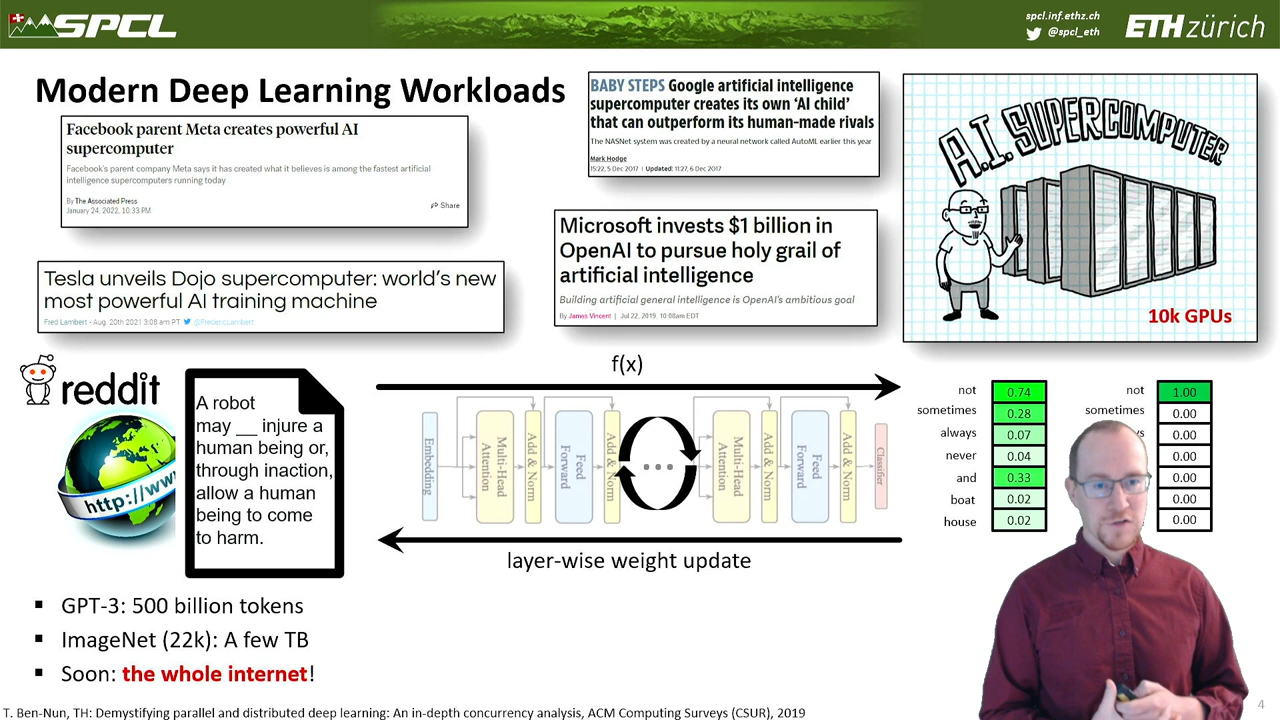 SPCL
spcl.inf.ethz.ch
@spcl_eth
ETH zürich
Modern Deep Learning Workloads
Facebook parent Meta creates powerful AI
supercomputer
Facebook's parent company Meta says it has created what it believes is among the fastest artificial
intelligence supercomputers running today
By The Associated Press
January 24, 2022, 10:33 PM
Share
BABY STEPS Google artificial intelligence
supercomputer creates its own ‘AI child’
that can outperform its human-made rivals
The NASNet system was created by a neural network called AutoML earlier this year
Mark Hodge
15:22, 5 Dec 2017 | Updated: 11:27, 6 Dec 2017
Tesla unveils Dojo supercomputer: world's new
most powerful AI training machine
Fred Lambert - Aug. 20th 2021 3:08 am PT @FredericLambert
Microsoft invests $1 billion in
OpenAI to pursue holy grail of
artificial intelligence
Building artificial general intelligence is OpenAI's ambitious goal
By James Vincent | Jul 22, 2019, 10:08am EDT
A.I. SUPERCOMPUTER
10k GPUs
reddit
http://ww
A robot
may __ injure a
human being or,
through inaction,
allow a human
being to come
to harm.
f(x)
Embedding
Multi-Head
Attention
Add & Norm
Feed
Forward
Add & Norm
...
Multi-Head
Attention
Add & Norm
Feed
Forward
Add & Norm
Classifier
layer-wise weight update
not 0.74
sometimes 0.28
always 0.07
never 0.04
and 0.33
boat 0.02
house 0.02
not 1.00
sometimes 0.00
0.00
0.00
0.00
0.00
0.00
▪ GPT-3: 500 billion tokens
▪ ImageNet (22k): A few TB
▪ Soon: the whole internet!
T. Ben-Nun, TH: Demystifying parallel and distributed deep learning: An in-depth concurrency analysis, ACM Computing Surveys (CSUR), 2019
4